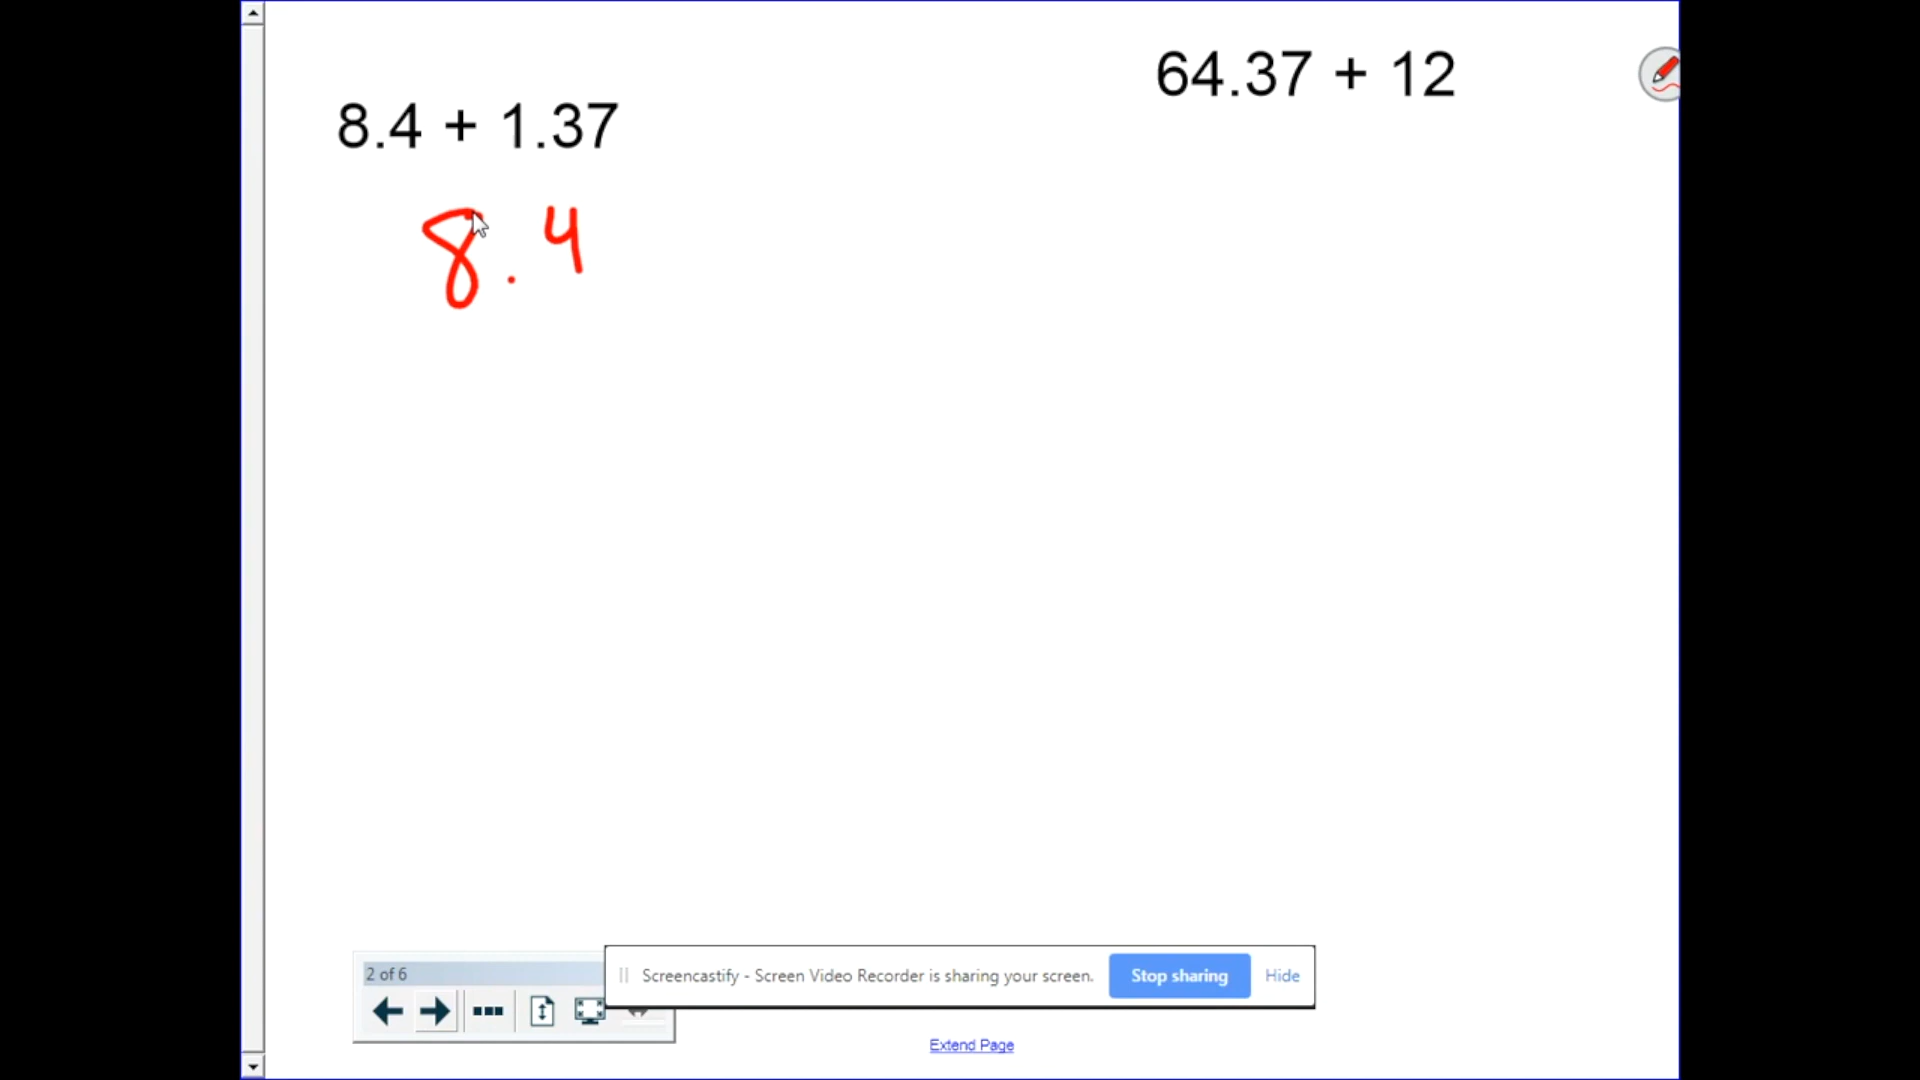 64.37 + 12
8.4 + 1.37
8.4
2 of 6
Screencastify - Screen Video Recorder is sharing your screen.
Stop sharing
Hide
Extend Page